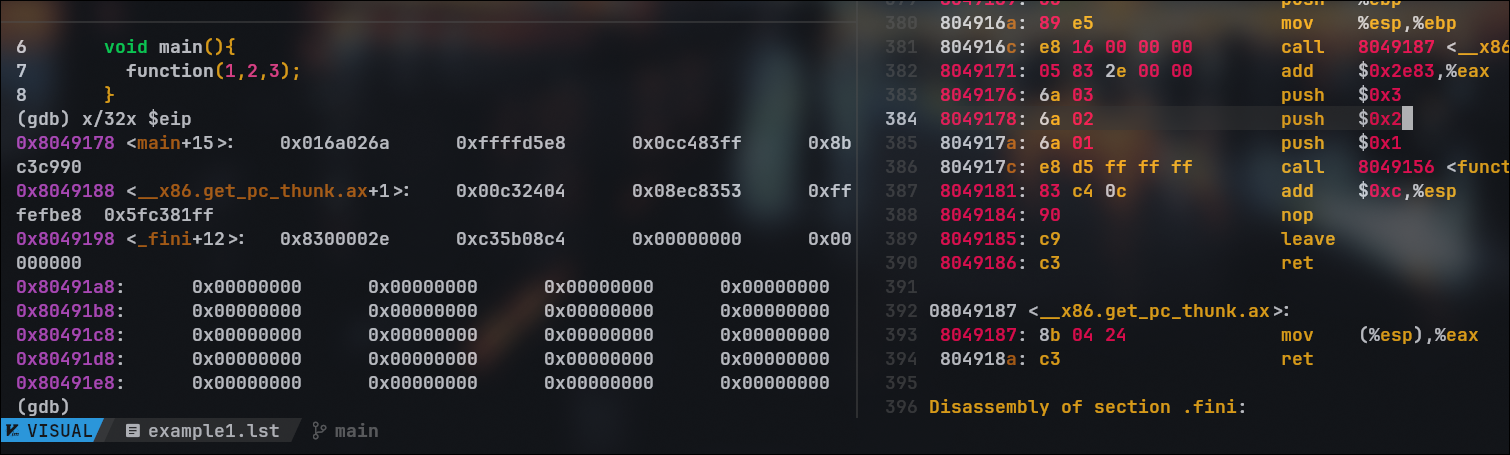 6 void main(){
7 function(1,2,3);
8 }
(gdb) x/32x $eip
0x8049178 <main+15>: 0x016a026a 0xffffd5e8 0x0cc483ff 0x8b
c3c990
0x8049188 <__x86.get_pc_thunk.ax+1>: 0x00c32404 0x08ec8353 0xff
fefbe8 0x5fc381ff
0x8049198 <_fini+12>: 0x8300002e 0xc35b08c4 0x00000000 0x00
000000
0x80491a8: 0x00000000 0x00000000 0x00000000 0x00000000
0x80491b8: 0x00000000 0x00000000 0x00000000 0x00000000
0x80491c8: 0x00000000 0x00000000 0x00000000 0x00000000
0x80491d8: 0x00000000 0x00000000 0x00000000 0x00000000
0x80491e8: 0x00000000 0x00000000 0x00000000 0x00000000
(gdb)
380 804916a: 89 e5 mov %esp,%ebp
381 804916c: e8 16 00 00 00 call 8049187 <__x86
382 8049171: 05 83 2e 00 00 add $0x2e83,%eax
383 8049176: 6a 03 push $0x3
384 8049178: 6a 02 push $0x2
385 804917a: 6a 01 push $0x1
386 804917c: e8 d5 ff ff ff call 8049156 <funct
387 8049181: 83 c4 0c add $0xc,%esp
388 8049184: 90 nop
389 8049185: c9 leave
390 8049186: c3 ret
391
392 08049187 <__x86.get_pc_thunk.ax>:
393 8049187: 8b 04 24 mov (%esp),%eax
394 804918a: c3 ret
395
396 Disassembly of section .fini:
VISUAL example1.lst main